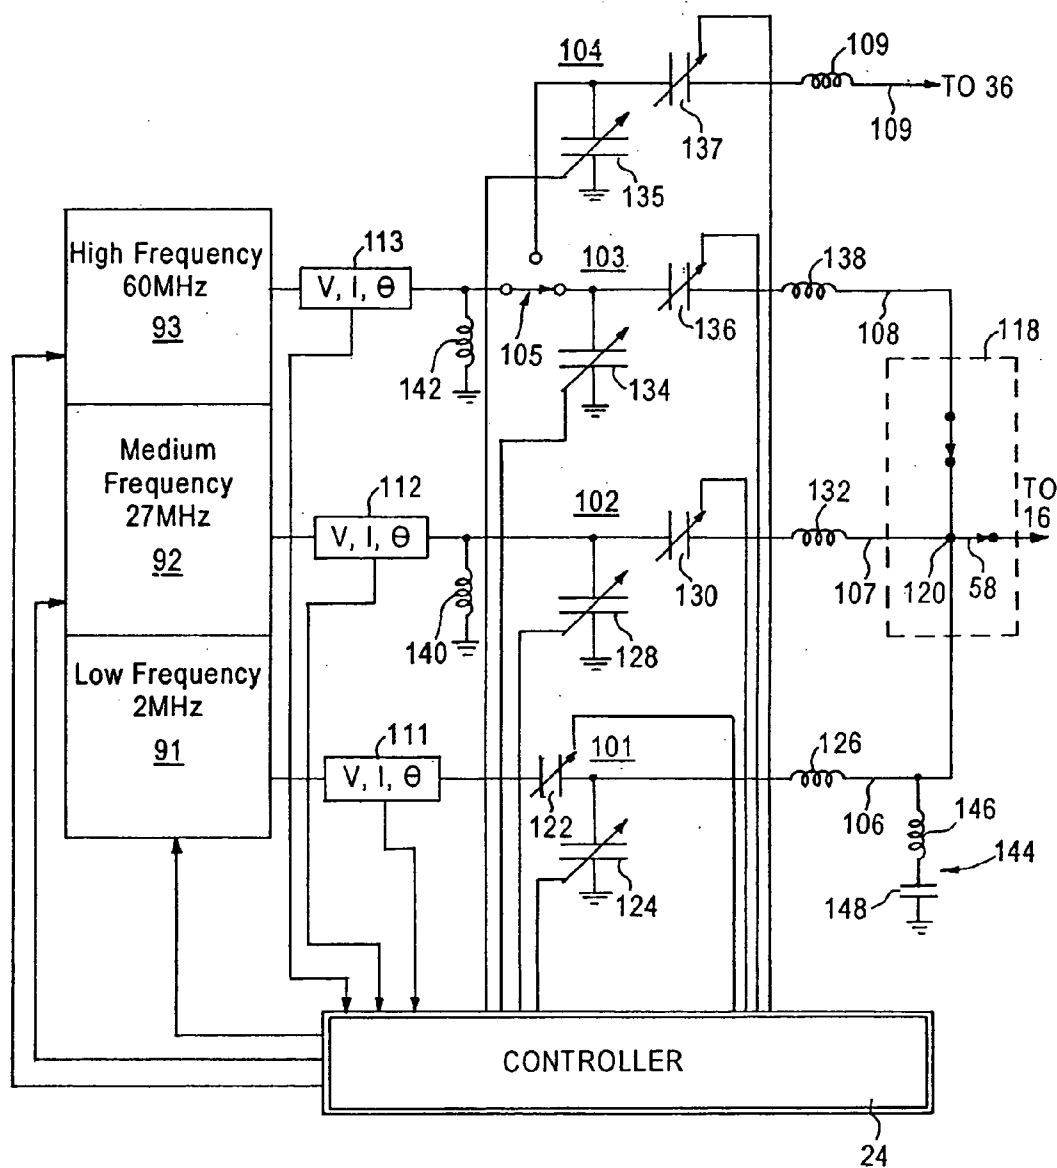 104
109
TO 36
109
137
135
High Frequency
60MHz
93
113
V, I, Θ
103
138
105
142
136
134
108
118
Medium
Frequency
27MHz
92
112
V, I, Θ
102
132
TO
16
140
130
128
107
120
58
Low Frequency
2MHz
91
111
V, I, Θ
101
126
122
124
106
146
144
148
CONTROLLER
24